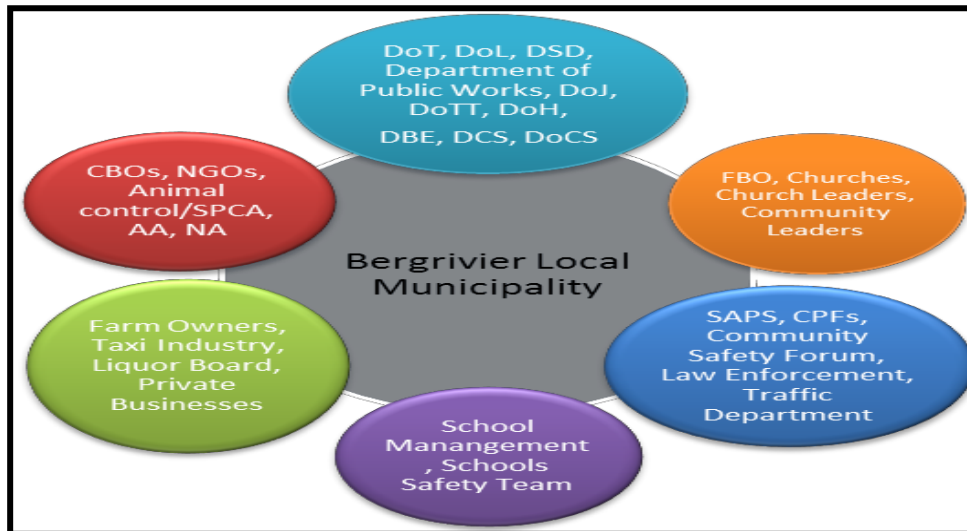 DoT, DoL, DSD,
Department of
Public Works, DoJ,
DoTT, DoH,
DBE, DCS, DoCS
CBOs, NGOs,
Animal
control/SPCA,
AA, NA
FBO, Churches,
Church Leaders,
Community
Leaders
Bergrivier Local
Municipality
Farm Owners,
Taxi Industry,
Liquor Board,
Private
Businesses
SAPS, CPFs,
Community
Safety Forum,
Law Enforcement,
Traffic
Department
School
Manangement
, Schools
Safety Team